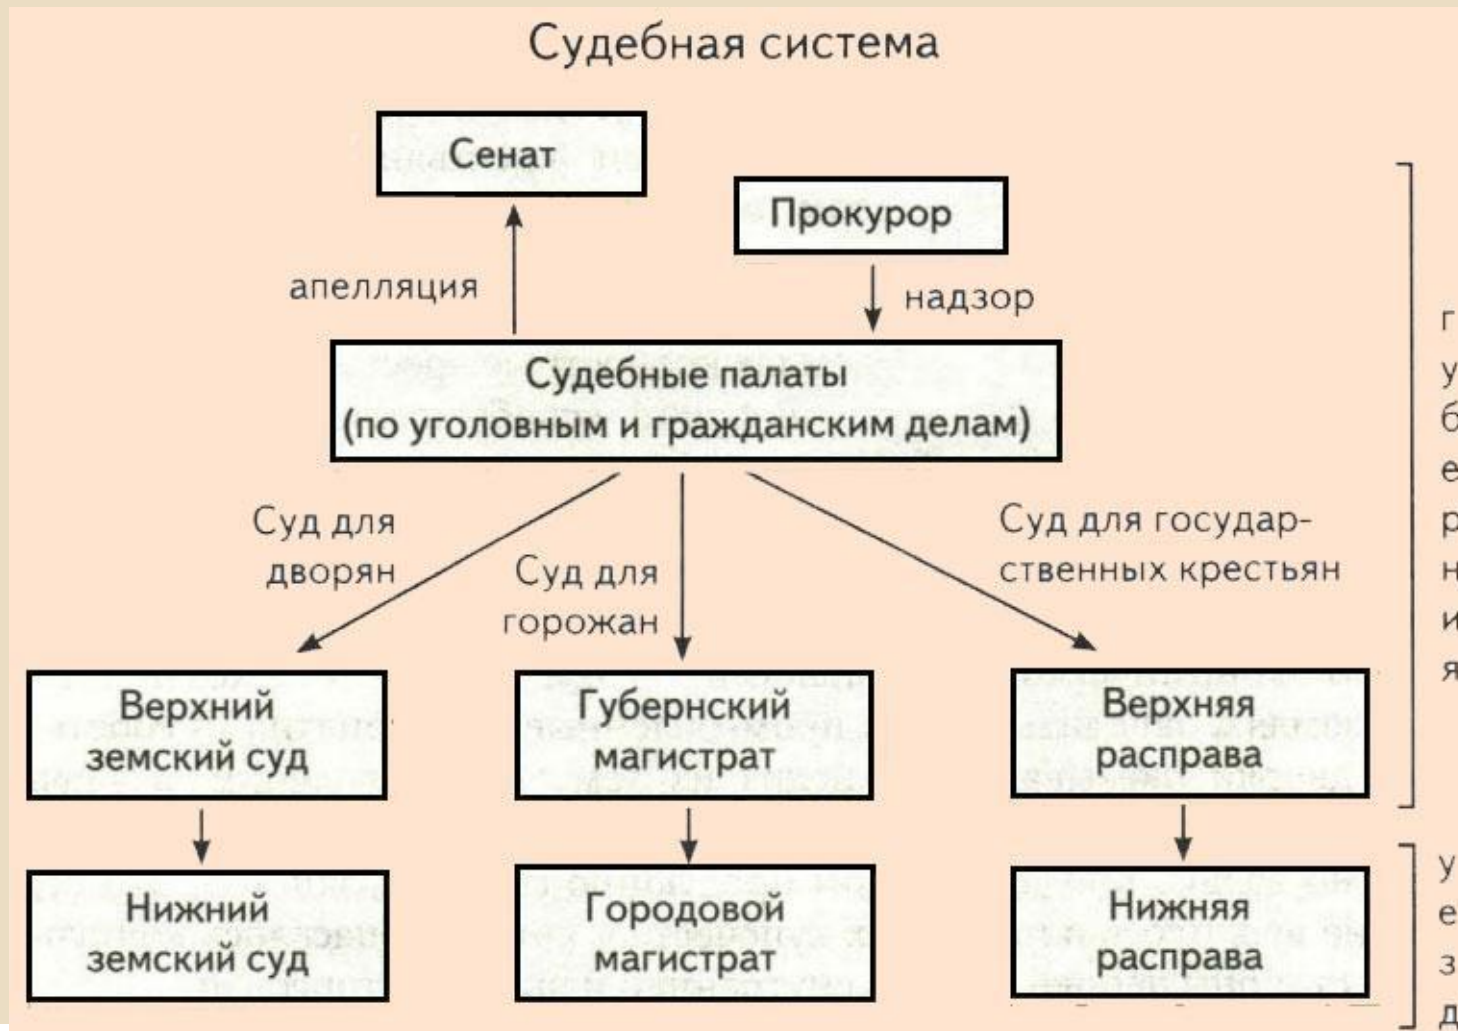 Судебная система
Сенат
Прокурор
апелляция
надзор
Судебные палаты
(по уголовным и гражданским делам)
Суд для
дворян
Суд для
горожан
Суд для государ-
ственных крестьян
Верхний
земский суд
Губернский
магистрат
Верхняя
расправа
Нижний
земский суд
Городовой
магистрат
Нижняя
расправа
г
у
б
е
р
н
и
я
у
е
з
д